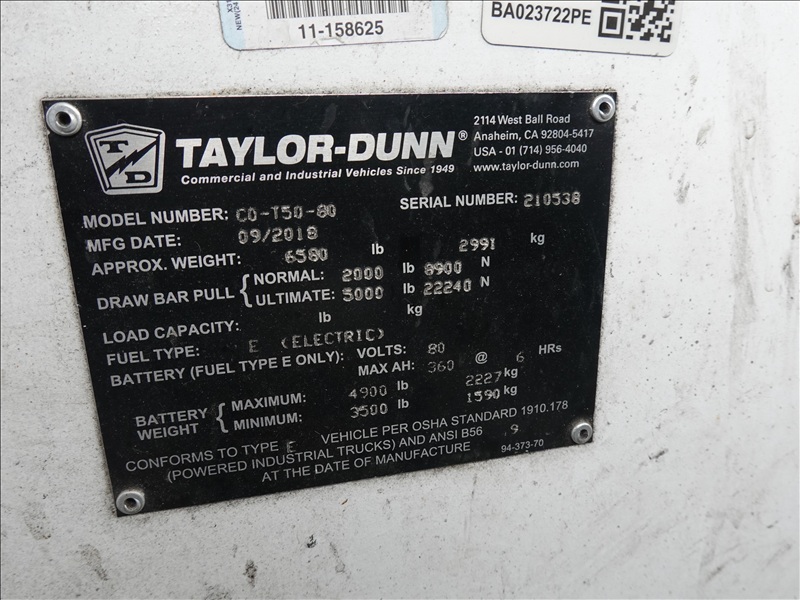 11-158625
BA023722PE
TD
TAYLOR-DUNN®
Commercial and Industrial Vehicles Since 1949
2114 West Ball Road
Anaheim, CA 92804-5417
USA - 01 (714) 956-4040
www.taylor-dunn.com
MODEL NUMBER: CO-T50-80 SERIAL NUMBER: 210538
MFG DATE: 09/2018
APPROX. WEIGHT: 6580 lb 2991 kg
DRAW BAR PULL { NORMAL: 2000 lb 8900 N
ULTIMATE: 5000 lb 22240 N
LOAD CAPACITY: lb kg
FUEL TYPE: E (ELECTRIC)
BATTERY (FUEL TYPE E ONLY): VOLTS: 80
MAX AH: 360 @ 6 HRs
BATTERY WEIGHT { MAXIMUM: 4900 lb 2227 kg
MINIMUM: 3500 lb 1590 kg
CONFORMS TO TYPE E VEHICLE PER OSHA STANDARD 1910.178
(POWERED INDUSTRIAL TRUCKS) AND ANSI B56 .9
AT THE DATE OF MANUFACTURE
94-373-70